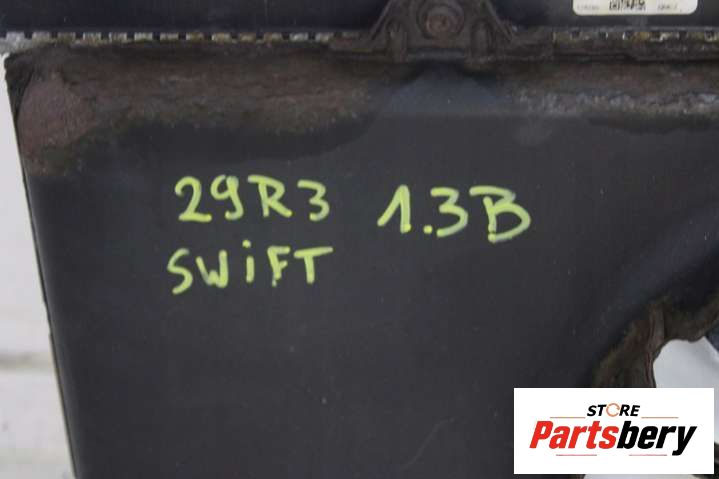 29R3 1.3B
SWiFT
STORE
Partsbery